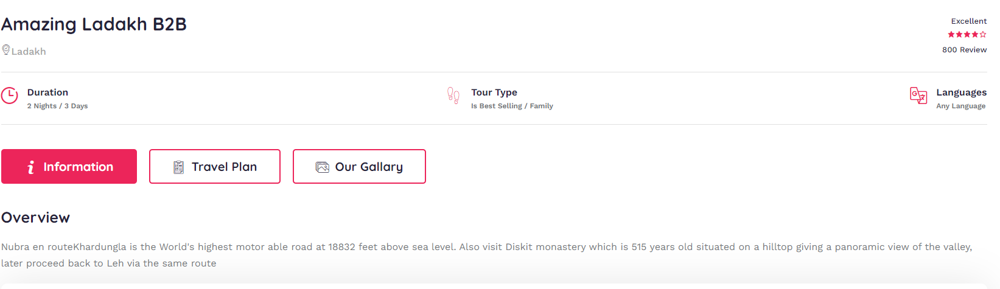 Amazing Ladakh B2B
Excellent
Ladakh
800 Review
Duration
2 Nights / 3 Days
Tour Type
Is Best Selling / Family
Languages
Any Language
Information
Travel Plan
Our Gallary
Overview
Nubra en routeKhardungla is the World's highest motor able road at 18832 feet above sea level. Also visit Diskit monastery which is 515 years old situated on a hilltop giving a panoramic view of the valley,
later proceed back to Leh via the same route